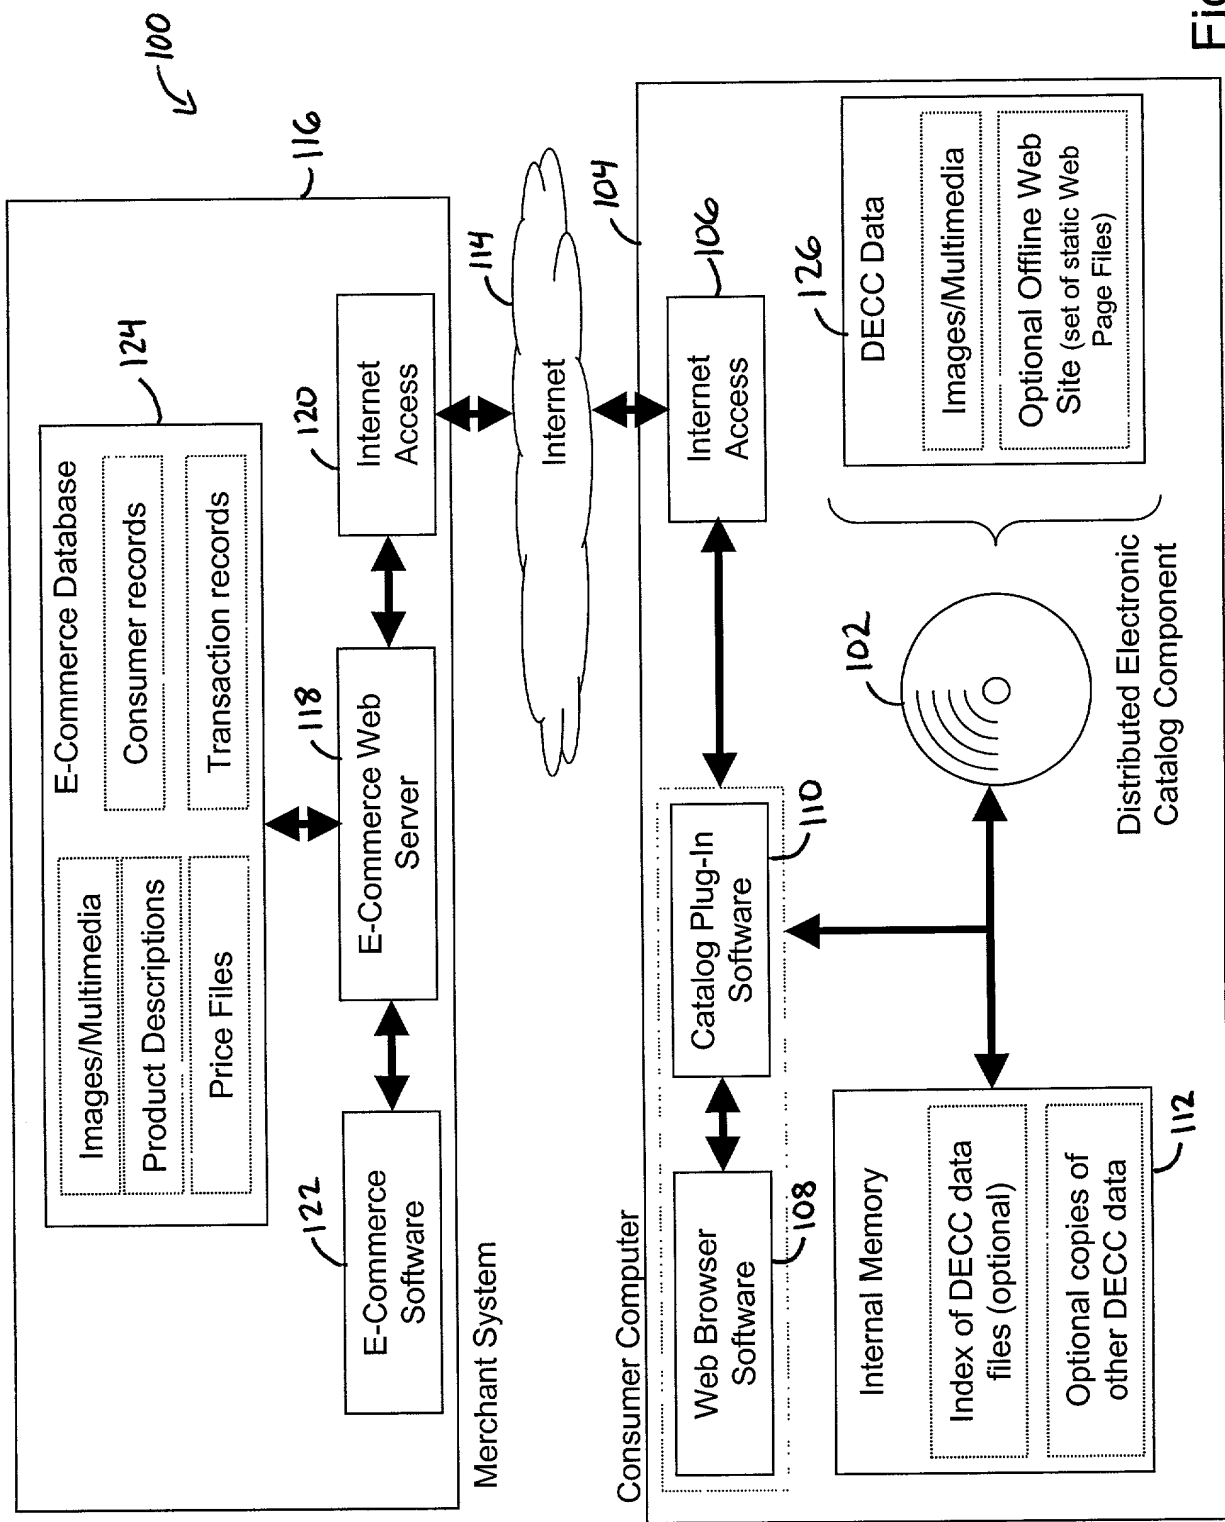 100
116
E-Commerce Database
124
Images/Multimedia
Product Descriptions
Price Files
Consumer records
Transaction records
122
E-Commerce
Software
118
E-Commerce Web
Server
120
Internet
Access
Merchant System
114
Internet
Consumer Computer
104
Web Browser
Software
108
Catalog Plug-In
Software
110
Internet
Access
106
Internal Memory
Index of DECC data
files (optional)
Optional copies of
other DECC data
112
102
Distributed Electronic
Catalog Component
126
DECC Data
Images/Multimedia
Optional Offline Web
Site (set of static Web
Page Files)